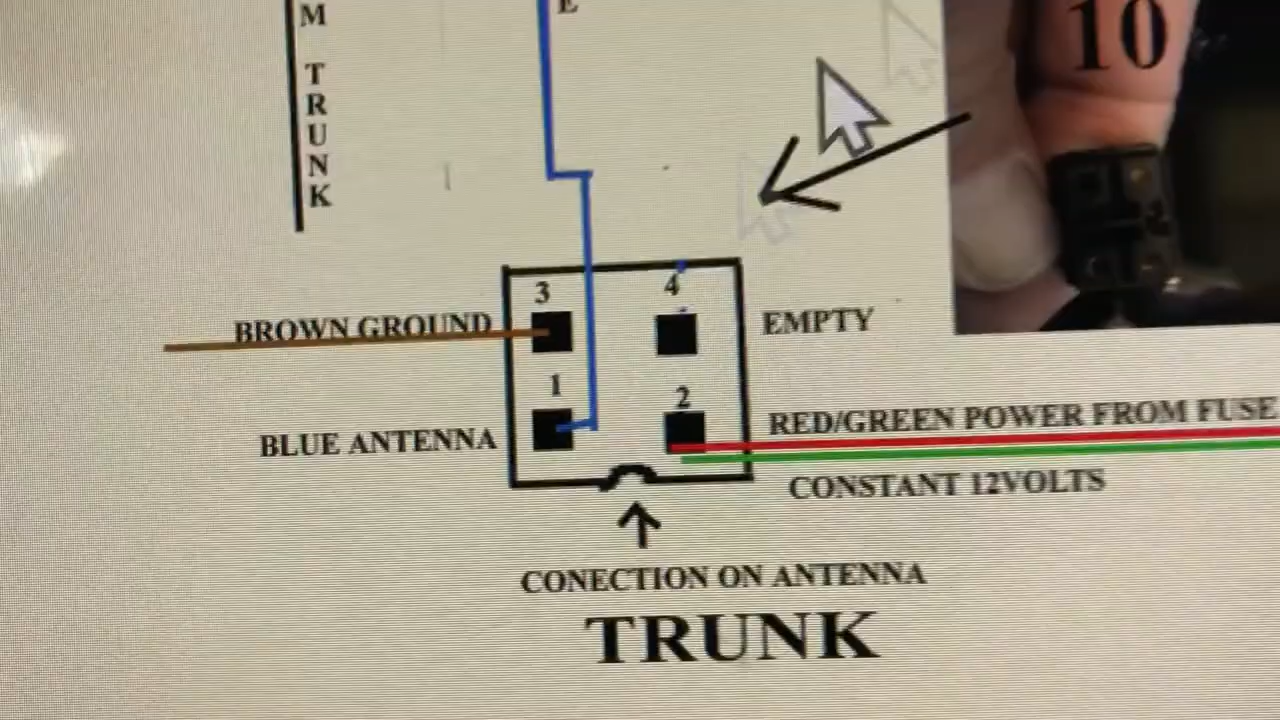 E
M
T
R
U
N
K
10
3
4
BROWN GROUND
EMPTY
1
2
BLUE ANTENNA
RED/GREEN POWER FROM FUSE
CONSTANT 12VOLTS
CONECTION ON ANTENNA
TRUNK